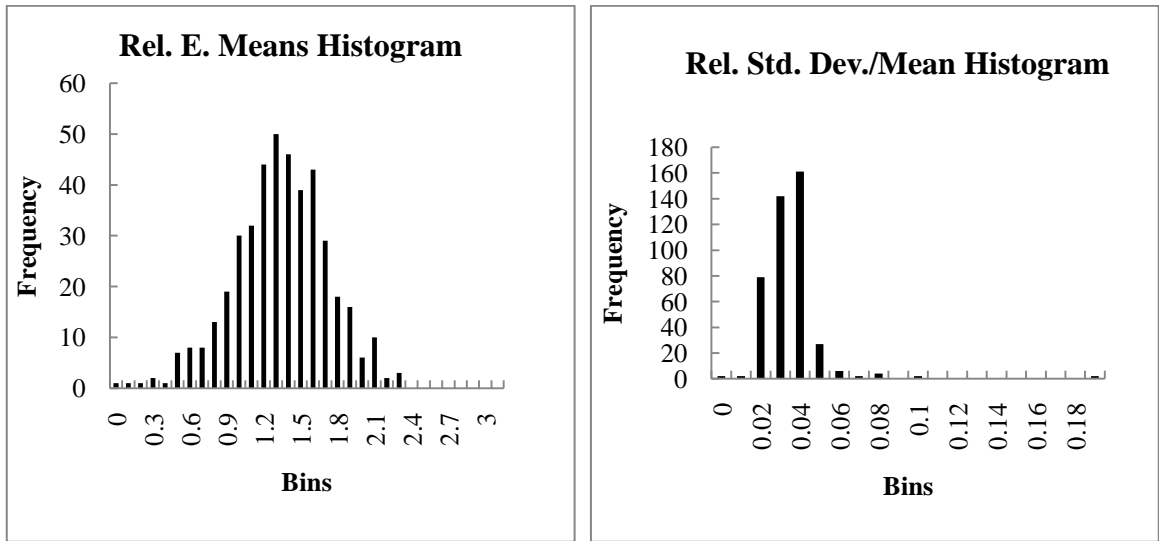 Rel. E. Means Histogram
60
50
40
30
20
10
0
Frequency
0 0.3 0.6 0.9 1.2 1.5 1.8 2.1 2.4 2.7 3
Bins
Rel. Std. Dev./Mean Histogram
180
160
140
120
100
80
60
40
20
0
Frequency
0 0.02 0.04 0.06 0.08 0.1 0.12 0.14 0.16 0.18
Bins